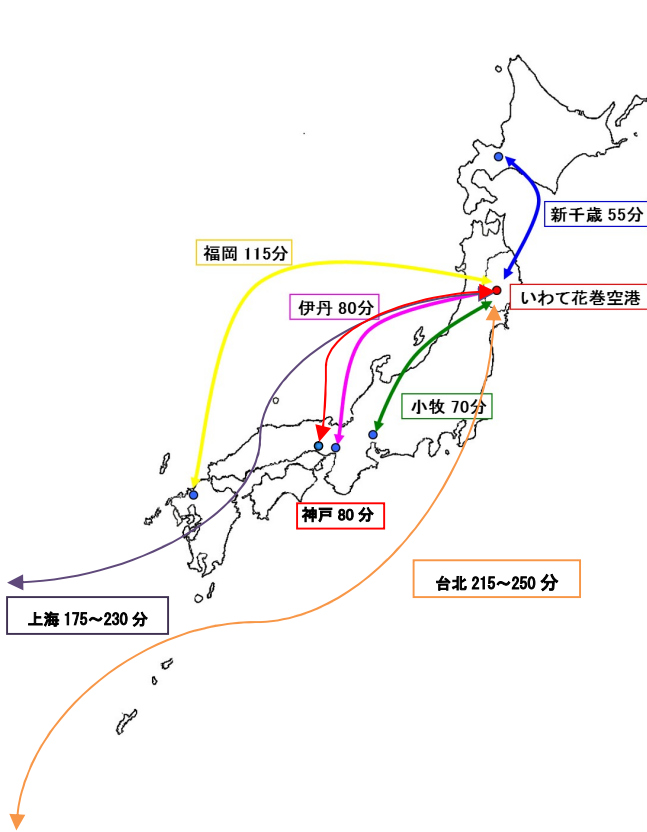 新千歳 55分
福岡 115分
いわて花巻空港
伊丹 80分
小牧 70分
神戸 80 分
台北 215～250 分
上海 175～230 分